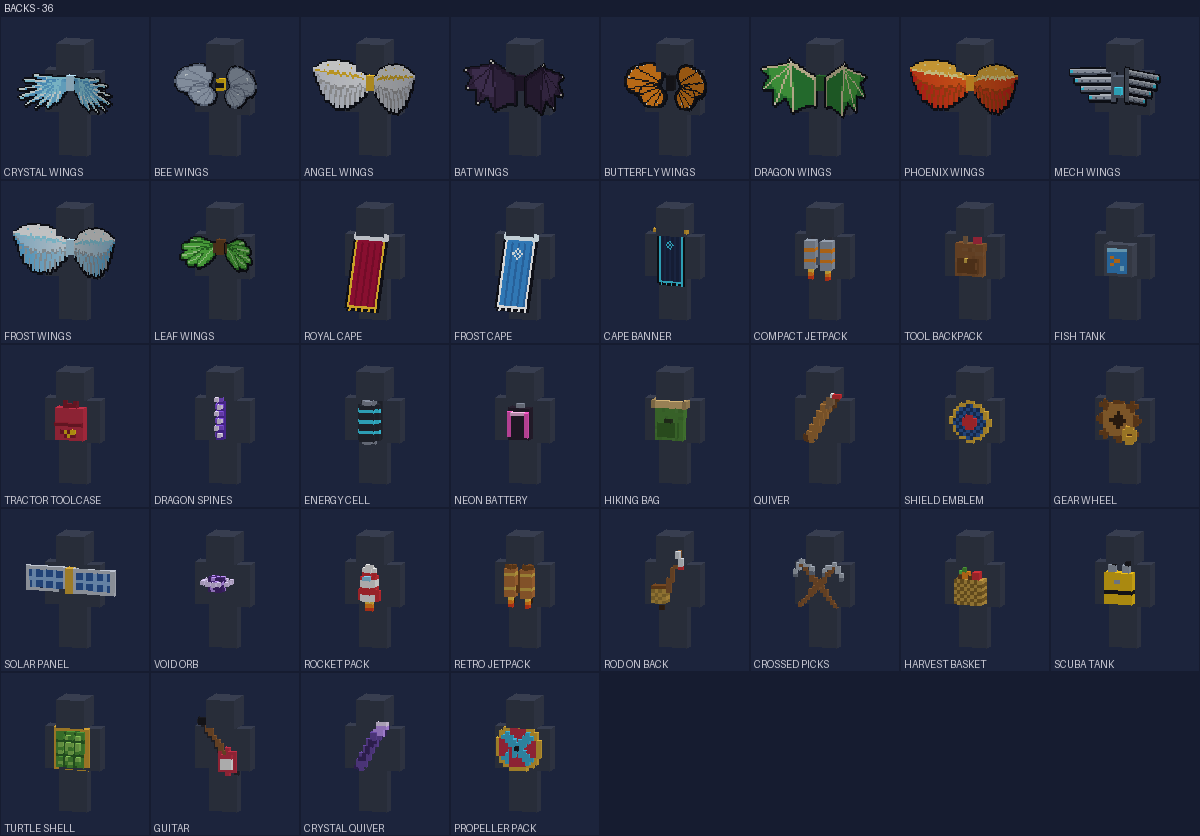 BACKS - 36
CRYSTAL WINGS
BEE WINGS
ANGEL WINGS
BAT WINGS
BUTTERFLY WINGS
DRAGON WINGS
PHOENIX WINGS
MECH WINGS
FROST WINGS
LEAF WINGS
ROYAL CAPE
FROST CAPE
CAPE BANNER
COMPACT JETPACK
TOOL BACKPACK
FISH TANK
TRACTOR TOOLCASE
DRAGON SPINES
ENERGY CELL
NEON BATTERY
HIKING BAG
QUIVER
SHIELD EMBLEM
GEAR WHEEL
SOLAR PANEL
VOID ORB
ROCKET PACK
RETRO JETPACK
ROD ON BACK
CROSSED PICKS
HARVEST BASKET
SCUBA TANK
TURTLE SHELL
GUITAR
CRYSTAL QUIVER
PROPELLER PACK